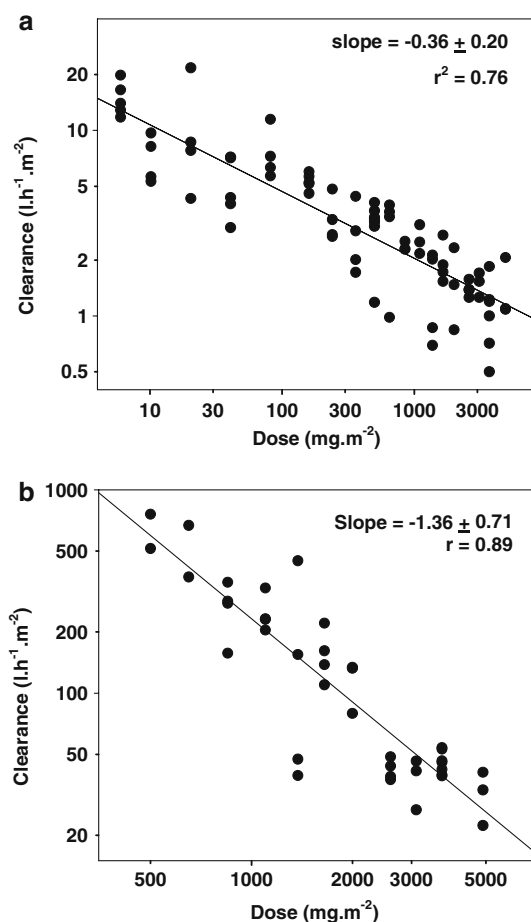 a
slope = -0.36 ± 0.20
r² = 0.76
20
10
5
2
1
0.5
Clearance (l.h⁻¹.m⁻²)
10 30 100 300 1000 3000
Dose (mg.m⁻²)
b
Slope = -1.36 ± 0.71
r = 0.89
1000
500
200
100
50
20
Clearance (l.h⁻¹.m⁻²)
500 1000 2000 3000 5000
Dose (mg.m⁻²)